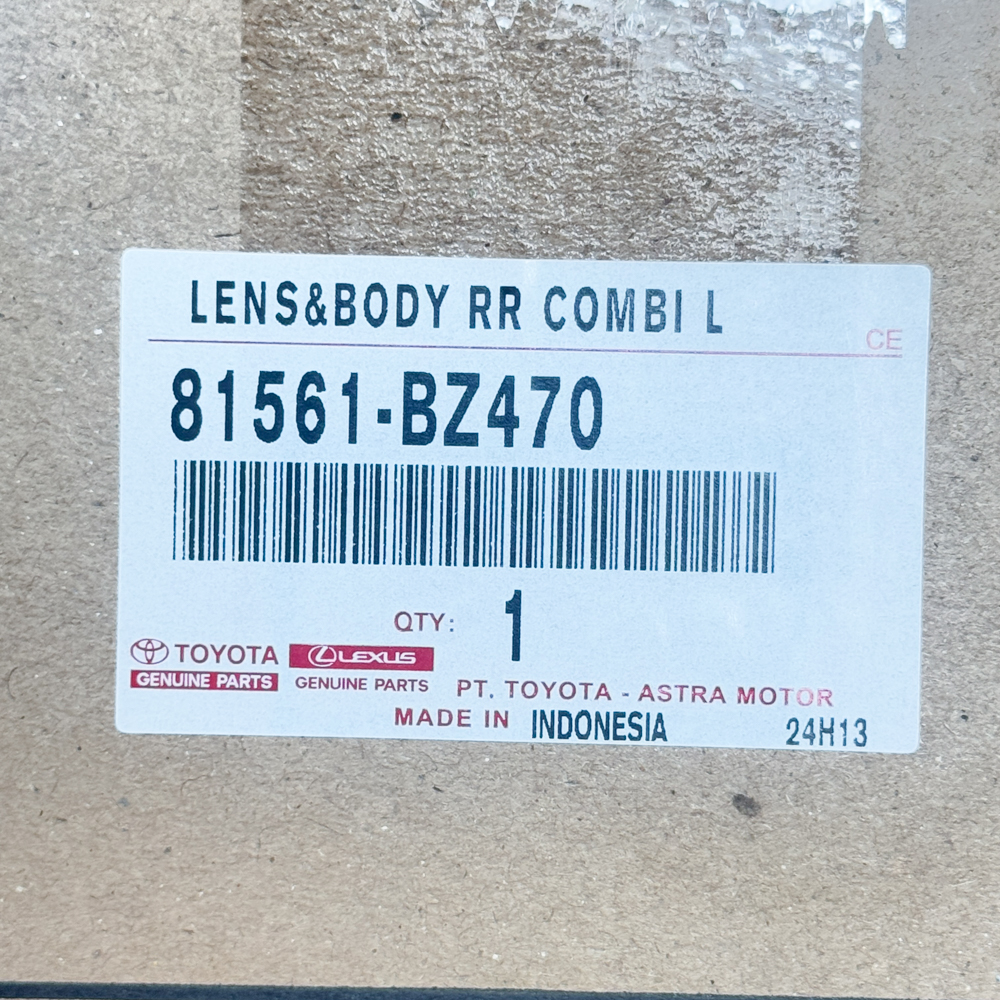 LENS&BODY RR COMBI L
CE
81561-BZ470
QTY: 1
TOYOTA LEXUS
GENUINE PARTS GENUINE PARTS
PT. TOYOTA - ASTRA MOTOR
MADE IN INDONESIA 24H13